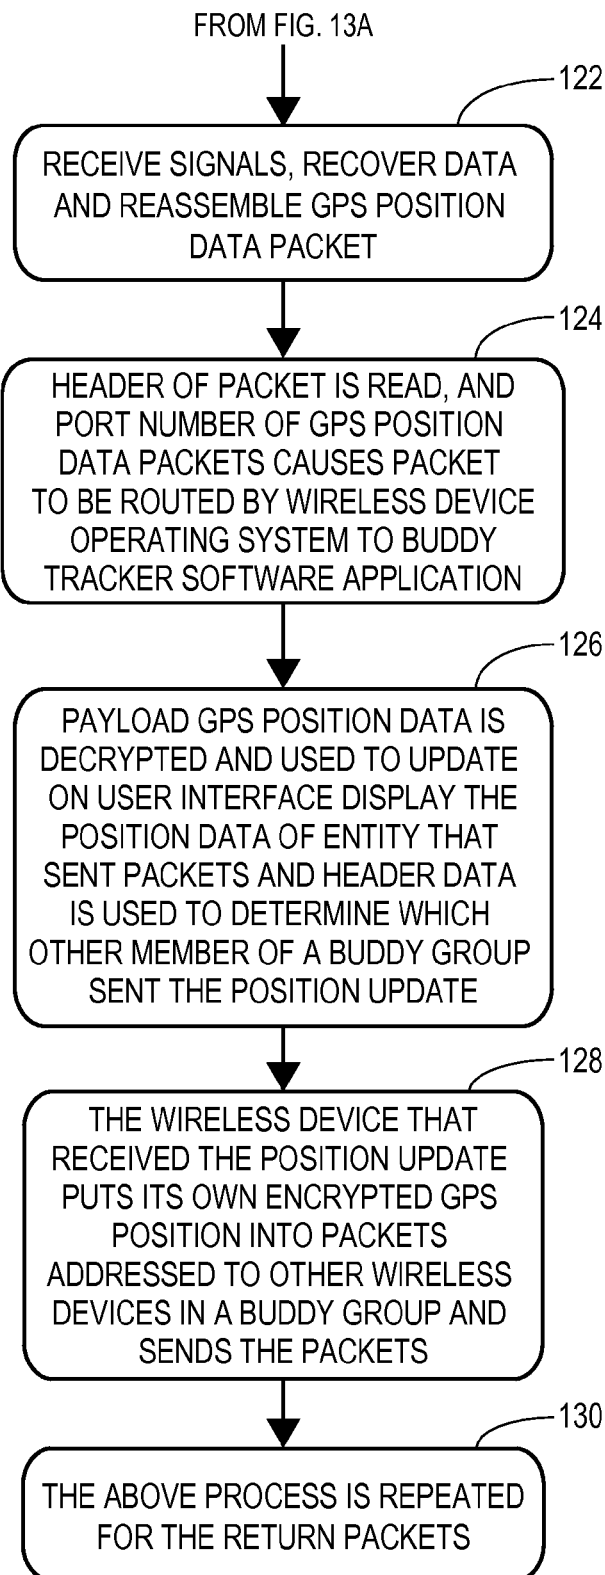 FROM FIG. 13A
122
RECEIVE SIGNALS, RECOVER DATA
AND REASSEMBLE GPS POSITION
DATA PACKET
124
HEADER OF PACKET IS READ, AND
PORT NUMBER OF GPS POSITION
DATA PACKETS CAUSES PACKET
TO BE ROUTED BY WIRELESS DEVICE
OPERATING SYSTEM TO BUDDY
TRACKER SOFTWARE APPLICATION
126
PAYLOAD GPS POSITION DATA IS
DECRYPTED AND USED TO UPDATE
ON USER INTERFACE DISPLAY THE
POSITION DATA OF ENTITY THAT
SENT PACKETS AND HEADER DATA
IS USED TO DETERMINE WHICH
OTHER MEMBER OF A BUDDY GROUP
SENT THE POSITION UPDATE
128
THE WIRELESS DEVICE THAT
RECEIVED THE POSITION UPDATE
PUTS ITS OWN ENCRYPTED GPS
POSITION INTO PACKETS
ADDRESSED TO OTHER WIRELESS
DEVICES IN A BUDDY GROUP AND
SENDS THE PACKETS
130
THE ABOVE PROCESS IS REPEATED
FOR THE RETURN PACKETS